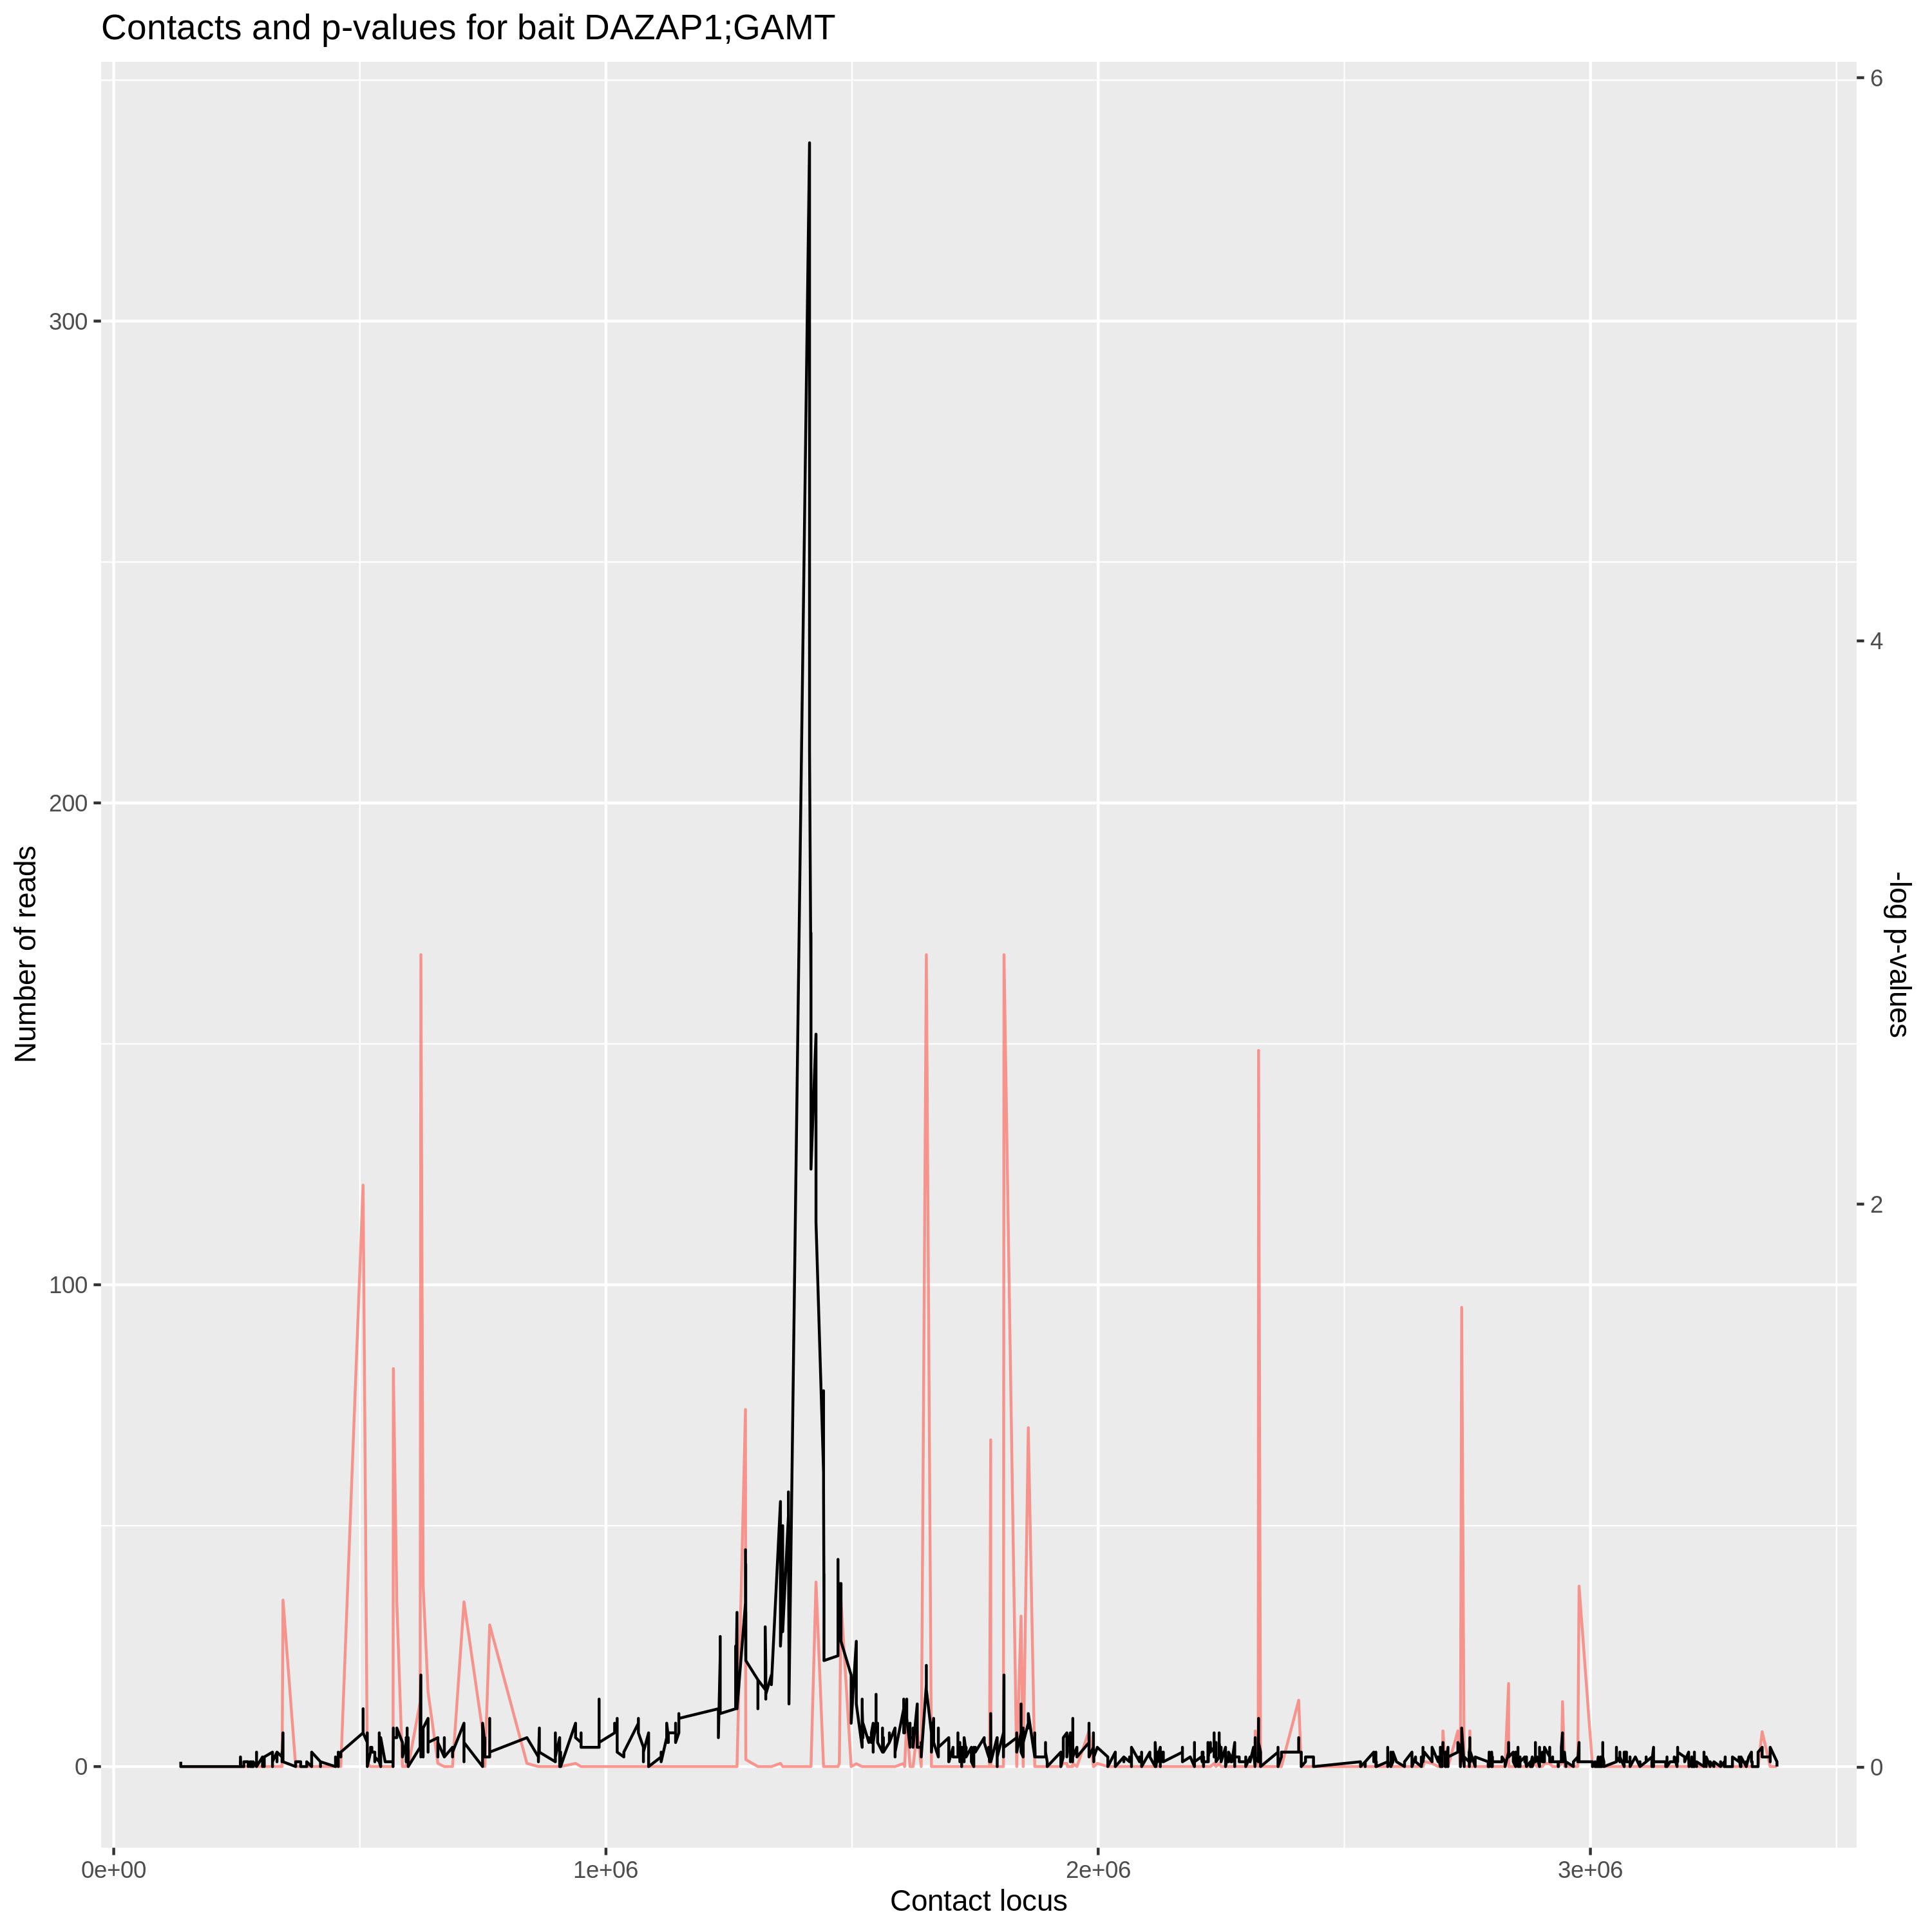 Contacts and p-values for bait DAZAP1;GAMT
6
300
4
200
Number of reads
-log p-values
2
100
0
0
0e+00
1e+06
2e+06
3e+06
Contact locus